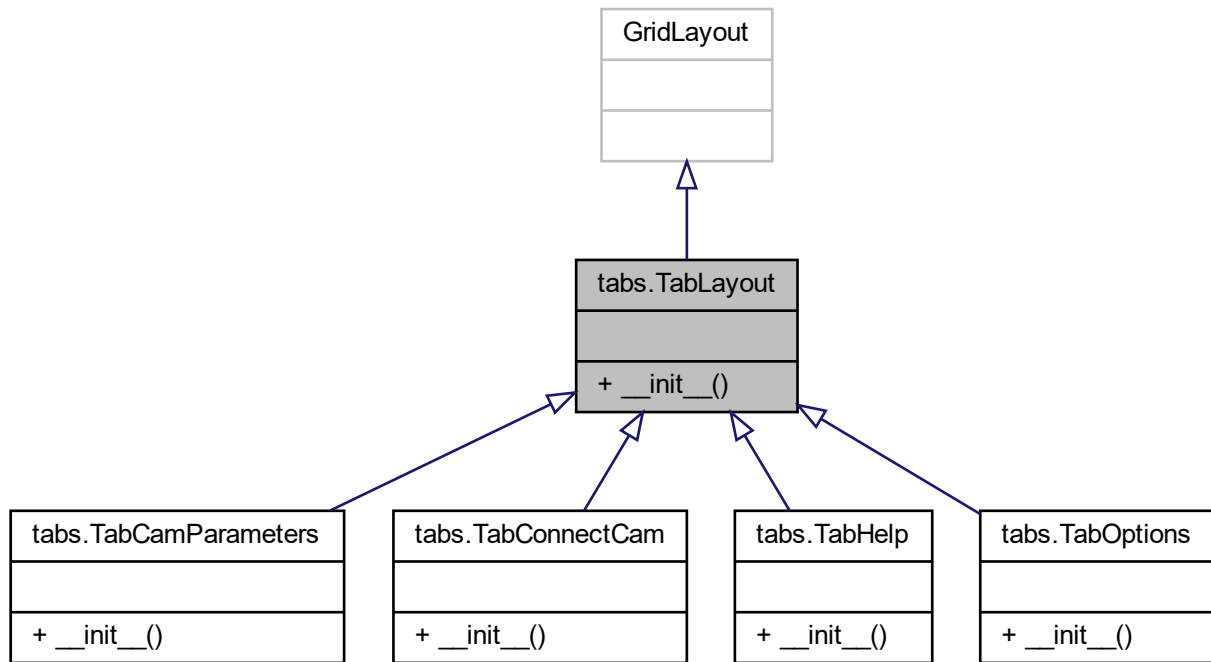 GridLayout
tabs.TabLayout
+ __init__()
tabs.TabCamParameters
+ __init__()
tabs.TabConnectCam
+ __init__()
tabs.TabHelp
+ __init__()
tabs.TabOptions
+ __init__()